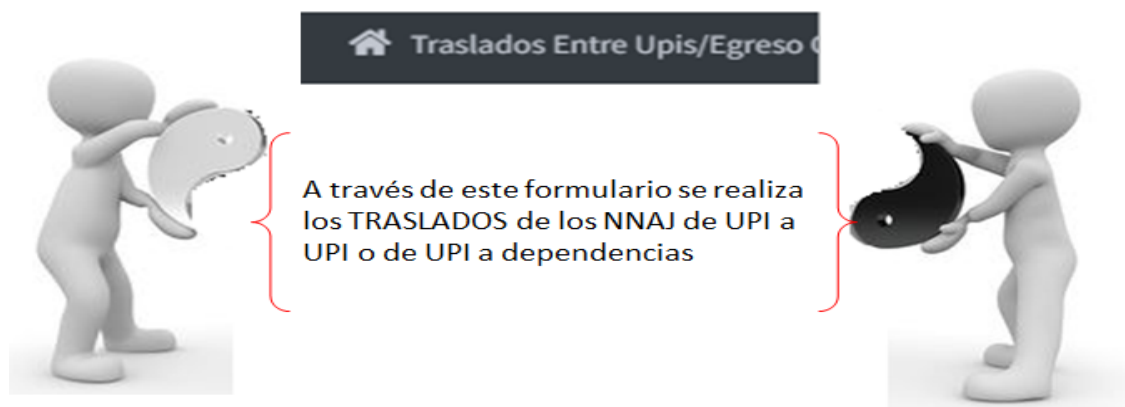 Traslados Entre Upis/Egreso
A través de este formulario se realiza
los TRASLADOS de los NNAJ de UPI a
UPI o de UPI a dependencias